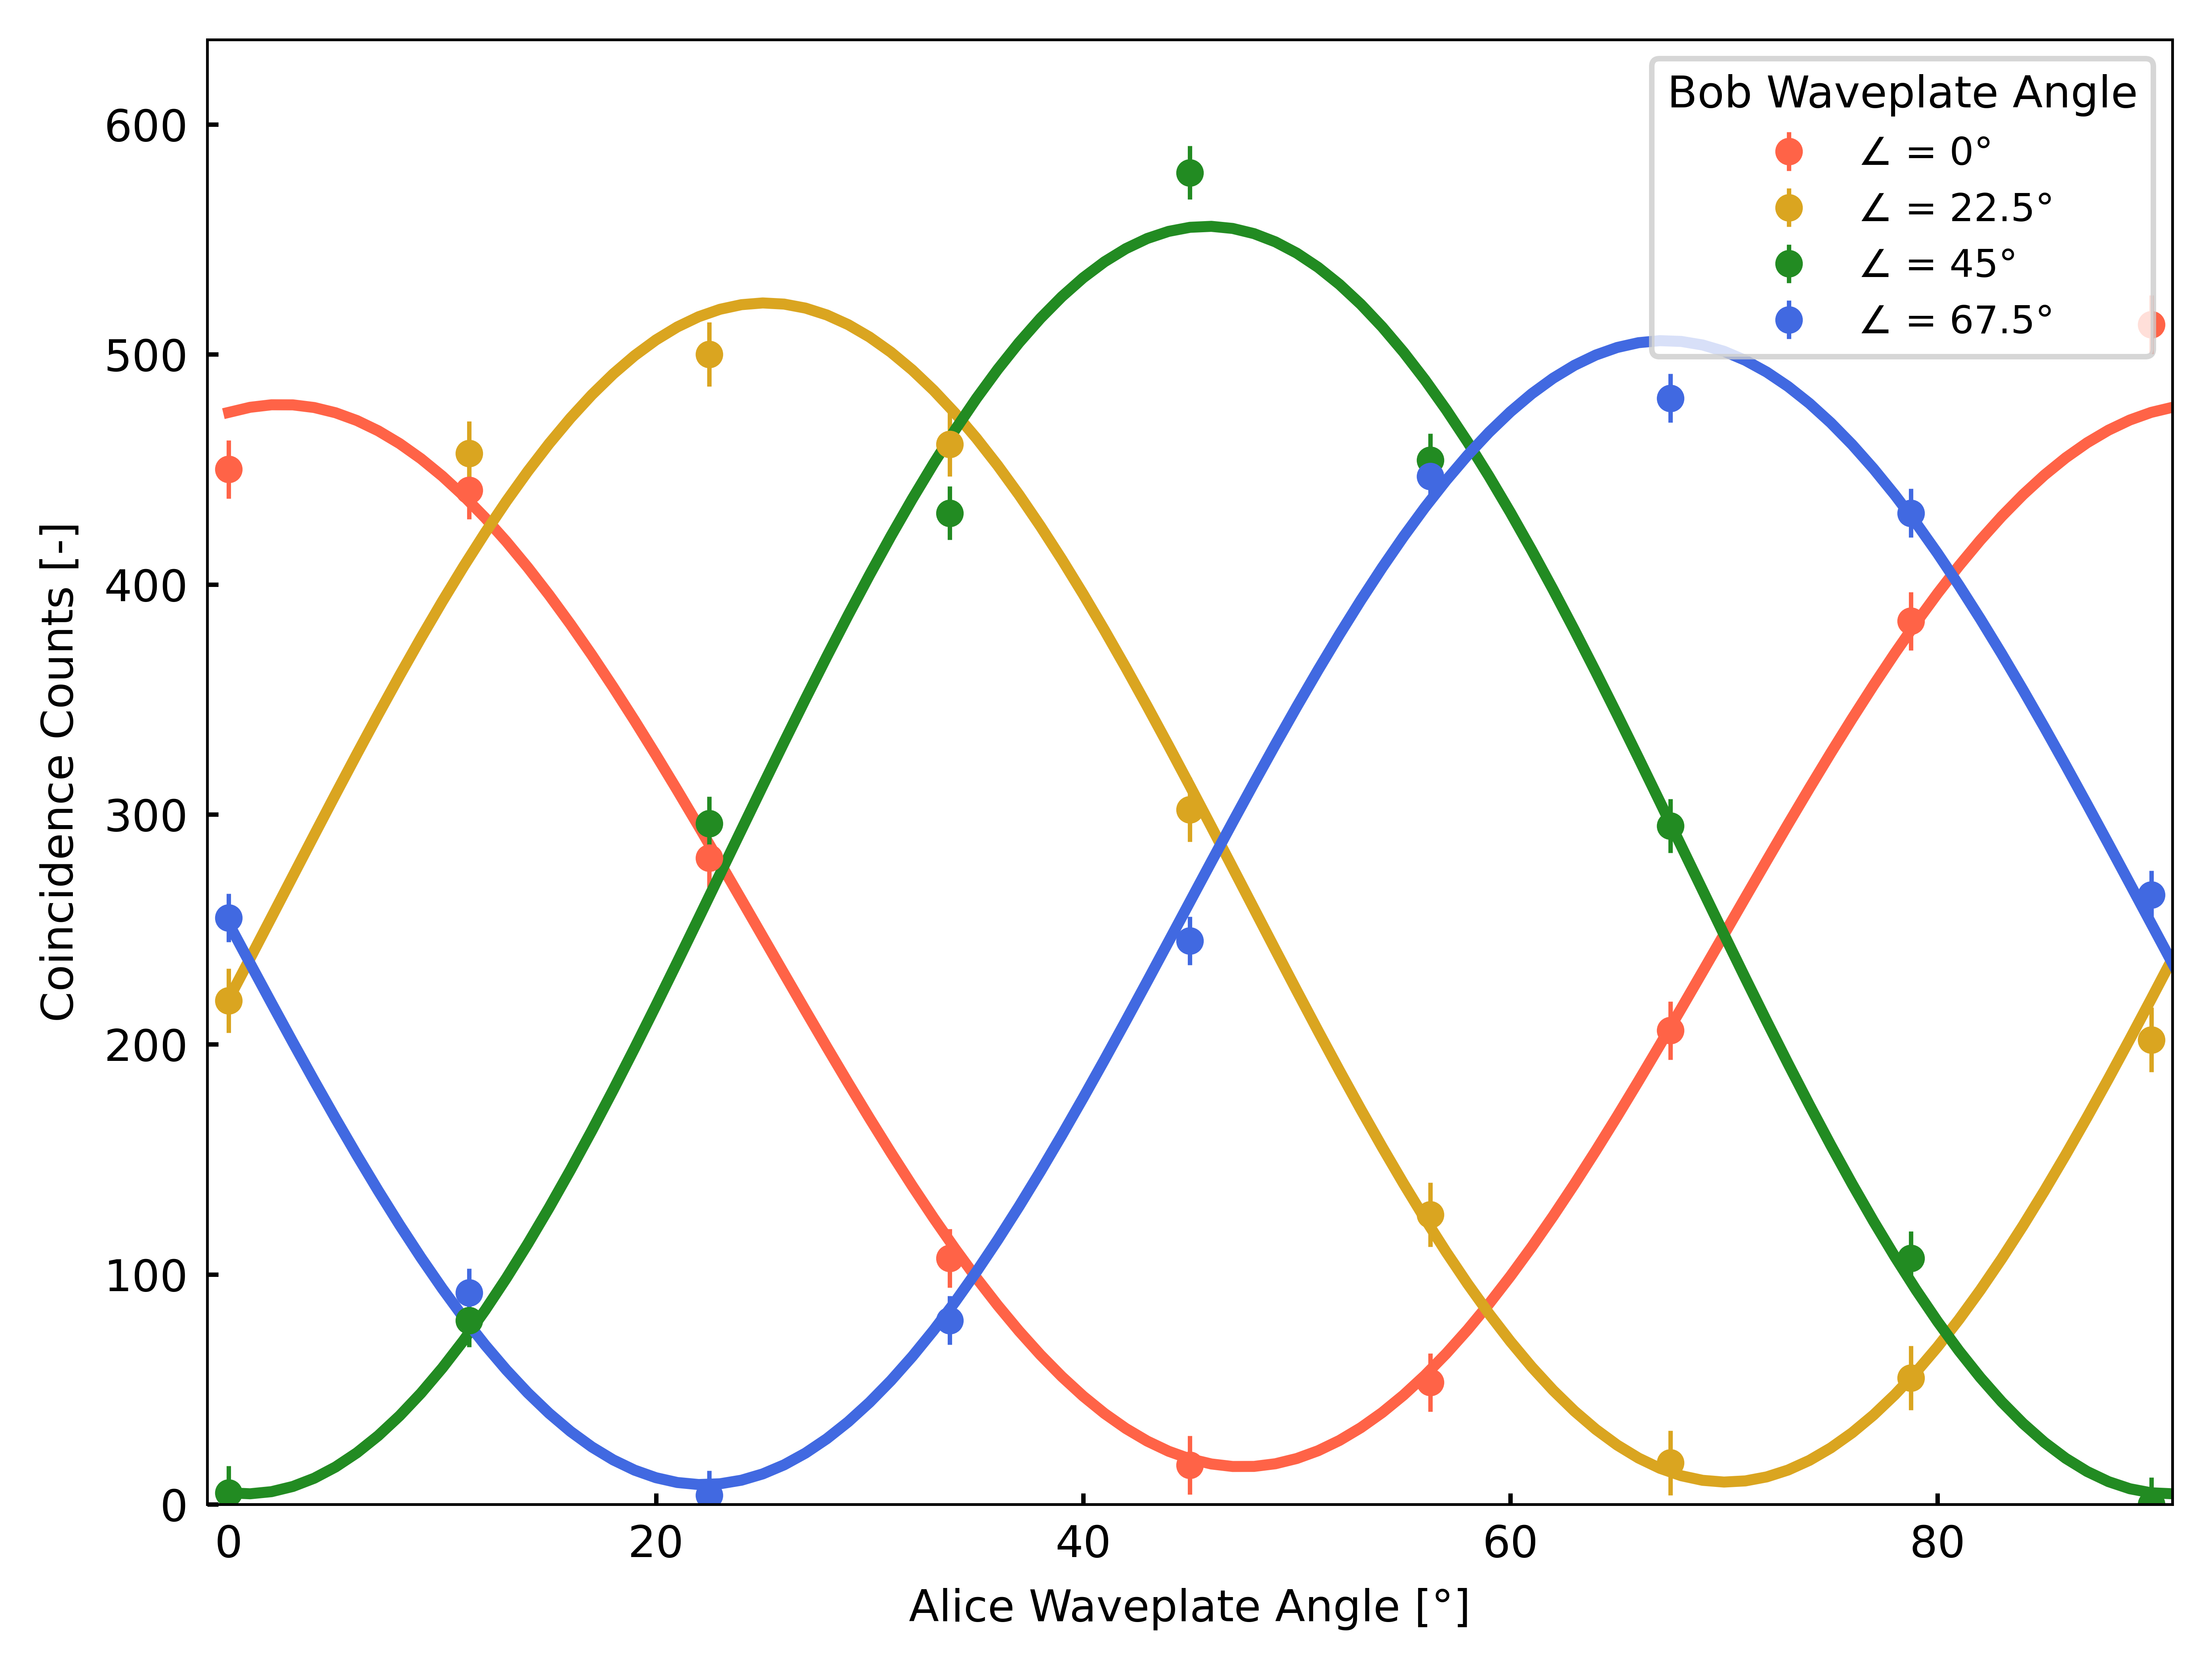 Bob Waveplate Angle
∠ = 0°
∠ = 22.5°
∠ = 45°
∠ = 67.5°
600
500
400
300
200
100
0
Coincidence Counts [-]
0 20 40 60 80
Alice Waveplate Angle [°]